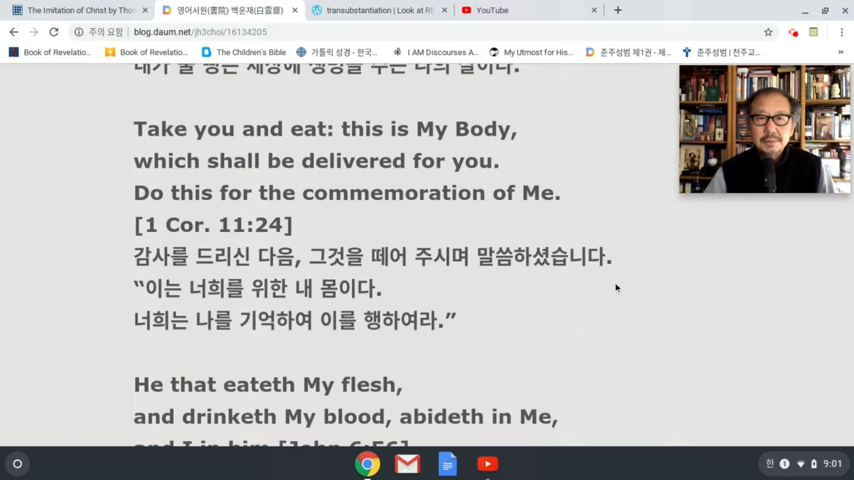 The Imitation of Christ by Thom
영어서원(書院) 백운재(白雲齋)
transubstantiation | Look at RE
YouTube
주의 요함
blog.daum.net/jh3choi/16134205
Book of Revelatio...
Book of Revelatio...
The Children's Bible
가톨릭 성경 - 한국...
I AM Discourses A...
My Utmost for His...
준주성범 제1권 - 제...
준주성범 | 천주교...
Take you and eat: this is My Body,
which shall be delivered for you.
Do this for the commemoration of Me.
[1 Cor. 11:24]
감사를 드리신 다음, 그것을 떼어 주시며 말씀하셨습니다.
“이는 너희를 위한 내 몸이다.
너희는 나를 기억하여 이를 행하여라.”
He that eateth My flesh,
and drinketh My blood, abideth in Me,
and I in him [John 6:56]
한
1
9:01